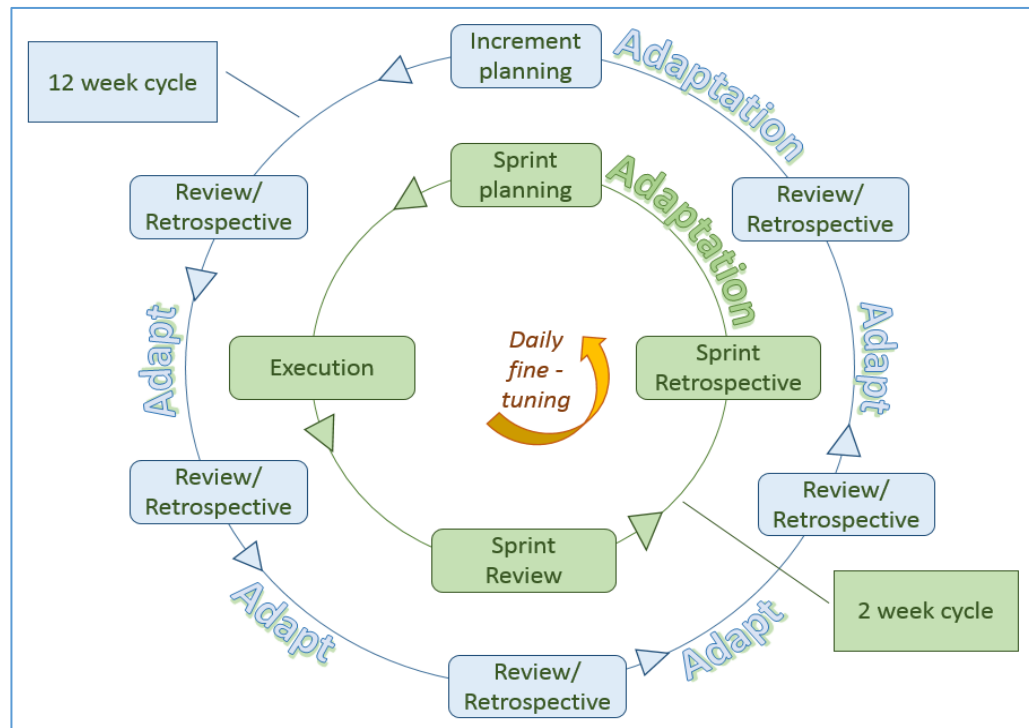 Increment
planning
Adaptation
12 week cycle
Sprint
planning
Adaptation
Review/
Retrospective
Review/
Retrospective
Adapt
Execution
Daily
fine -
tuning
Sprint
Retrospective
Adapt
Review/
Retrospective
Review/
Retrospective
Sprint
Review
2 week cycle
Adapt
Adapt
Review/
Retrospective